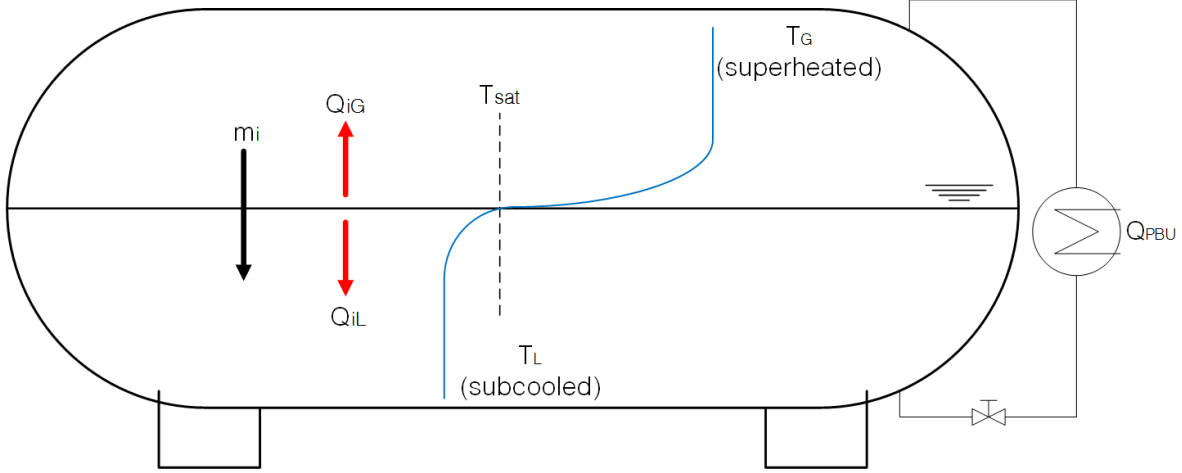 TG
(superheated)
Tsat
QiG
mi
QPBU
QiL
TL
(subcooled)